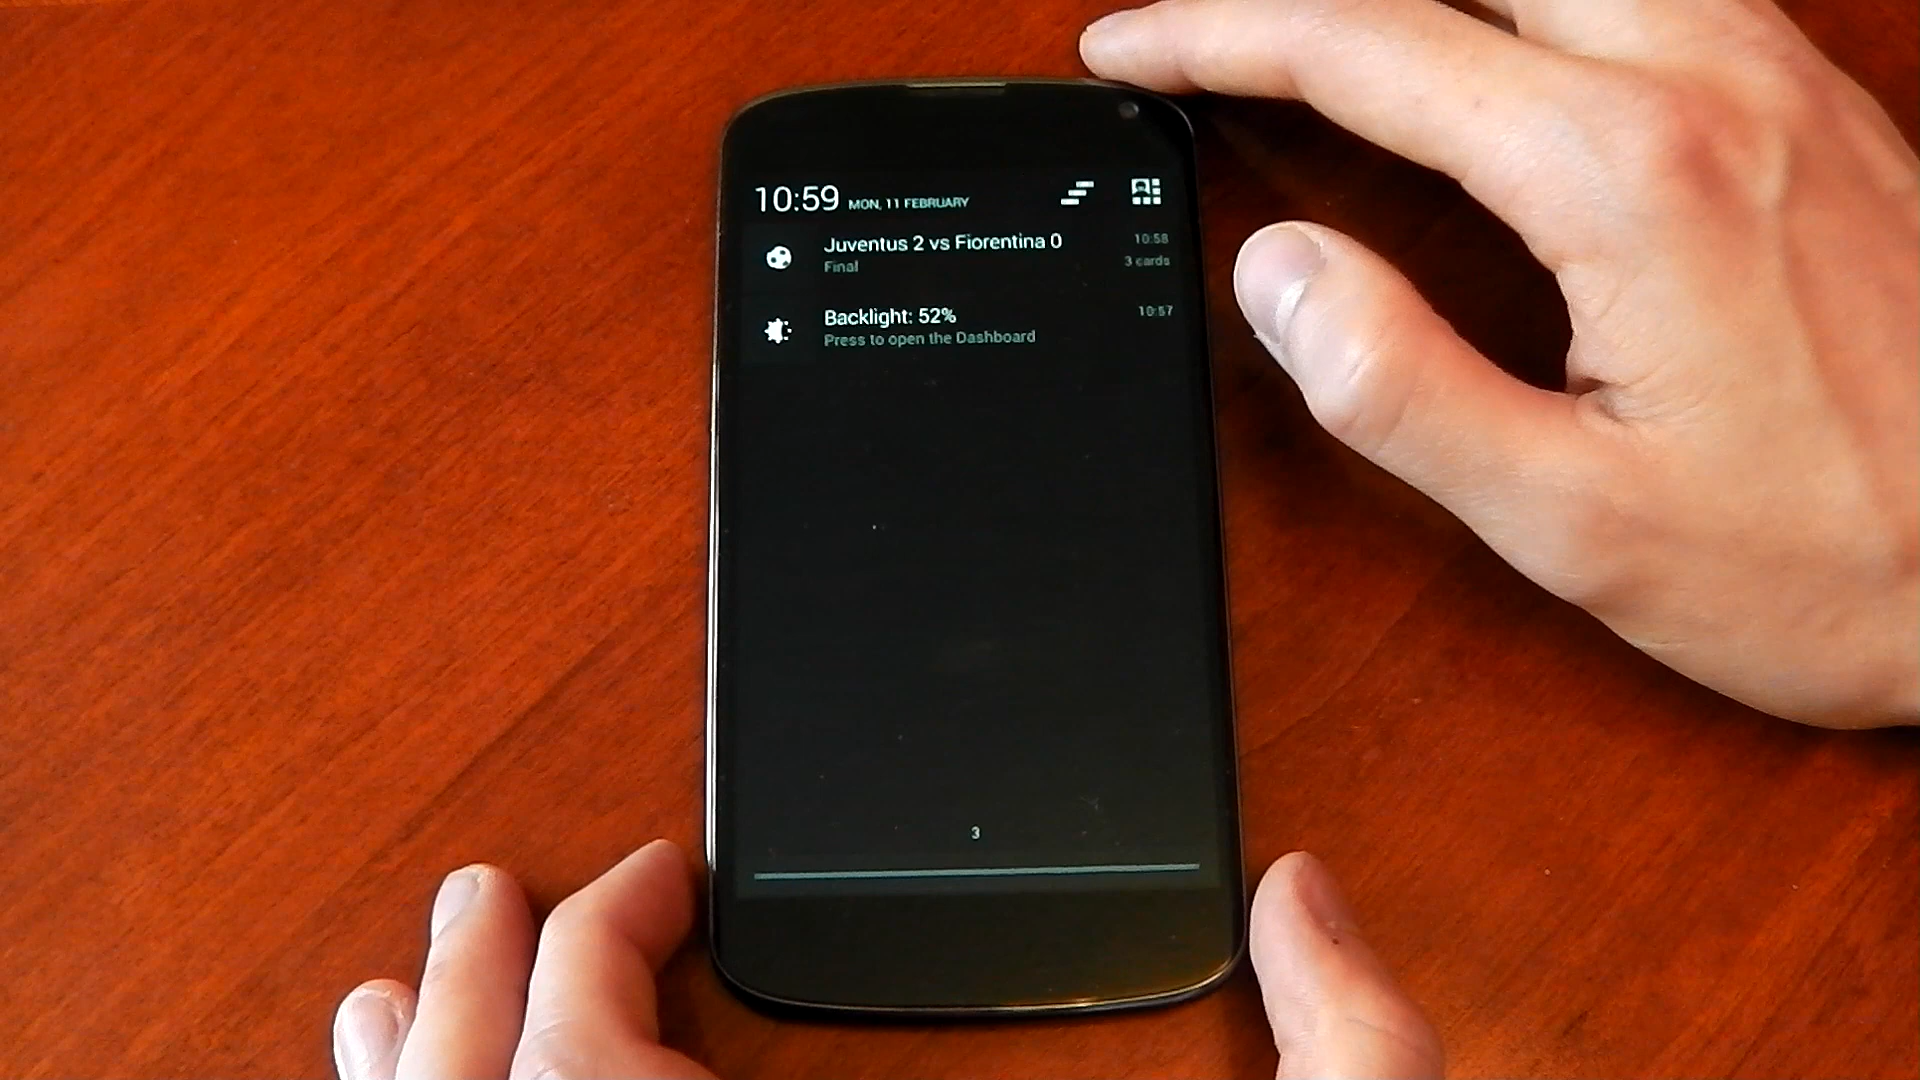 10:59 MON, 11 FEBRUARY
Juventus 2 vs Fiorentina 0 10:58
Final 3 cards
Backlight: 52% 10:57
Press to open the Dashboard
3